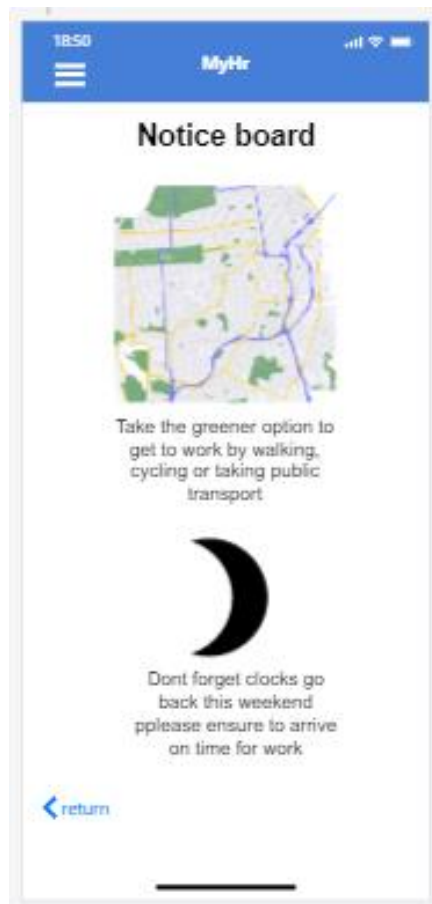 18:50
MyHr
Notice board
Take the greener option to
get to work by walking,
cycling or taking public
transport
Dont forget clocks go
back this weekend
pplease ensure to arrive
on time for work
return